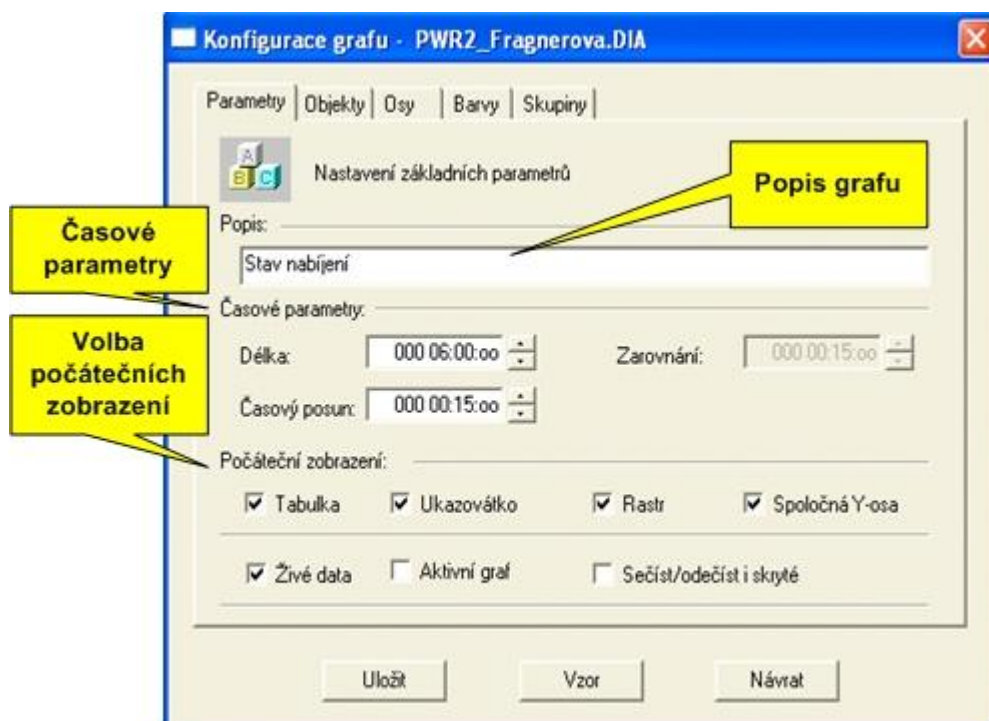 Konfigurace grafu - PWR2_Fragnerova.DIA
Parametry Objekty Osy Barvy Skupiny
A
B C
Nastavení základních parametrů
Popis grafu
Popis:
Časové
parametry
Stav nabíjení
Časové parametry:
Volba
počátečních
zobrazení
Délka: 000 06:00:oo Zarovnání: 000 00:15:oo
Časový posun: 000 00:15:oo
Počáteční zobrazení:
Tabulka Ukazovátko Rastr Spoločná Y-osa
Živé data Aktivní graf Sečíst/odečíst i skryté
Uložit Vzor Návrat